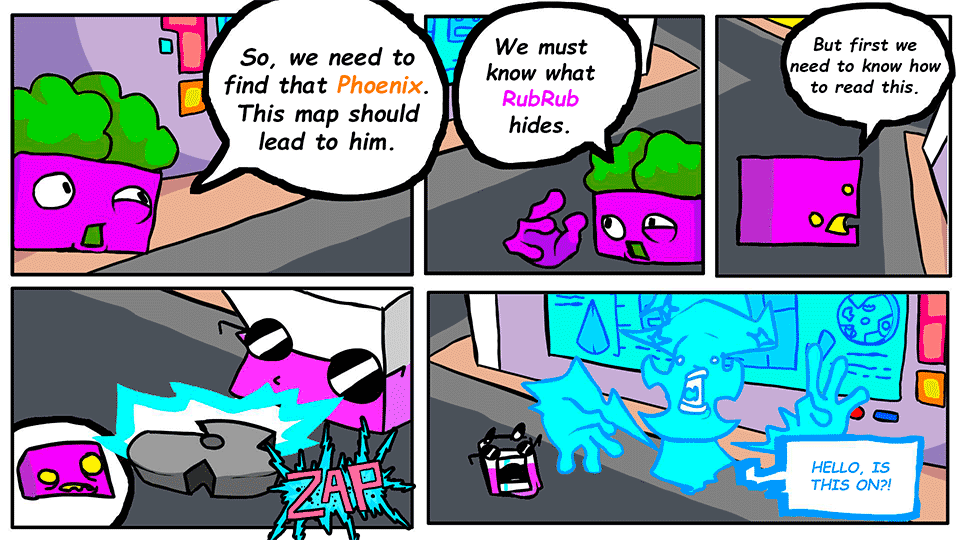 So, we need to
find that Phoenix.
This map should
lead to him.
We must
know what
RubRub
hides.
But first we
need to know how
to read this.
ZAP
HELLO, IS
THIS ON?!